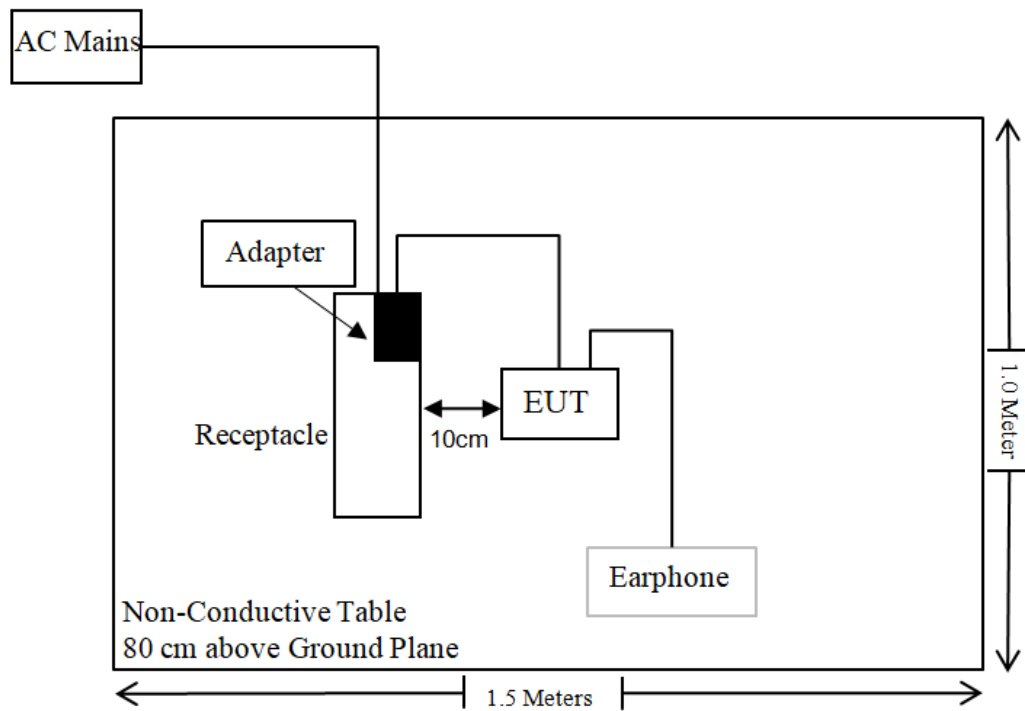 AC Mains
Adapter
EUT
10cm
Receptacle
1.0 Meter
Earphone
Non-Conductive Table
80 cm above Ground Plane
1.5 Meters